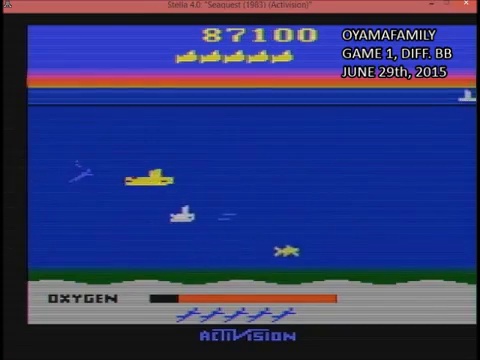 Stella 4.0: "Seaquest (1983) (Activision)"
87100
OYAMAFAMILY
GAME 1, DIFF. BB
JUNE 29th, 2015
OXYGEN
ACTIVISION